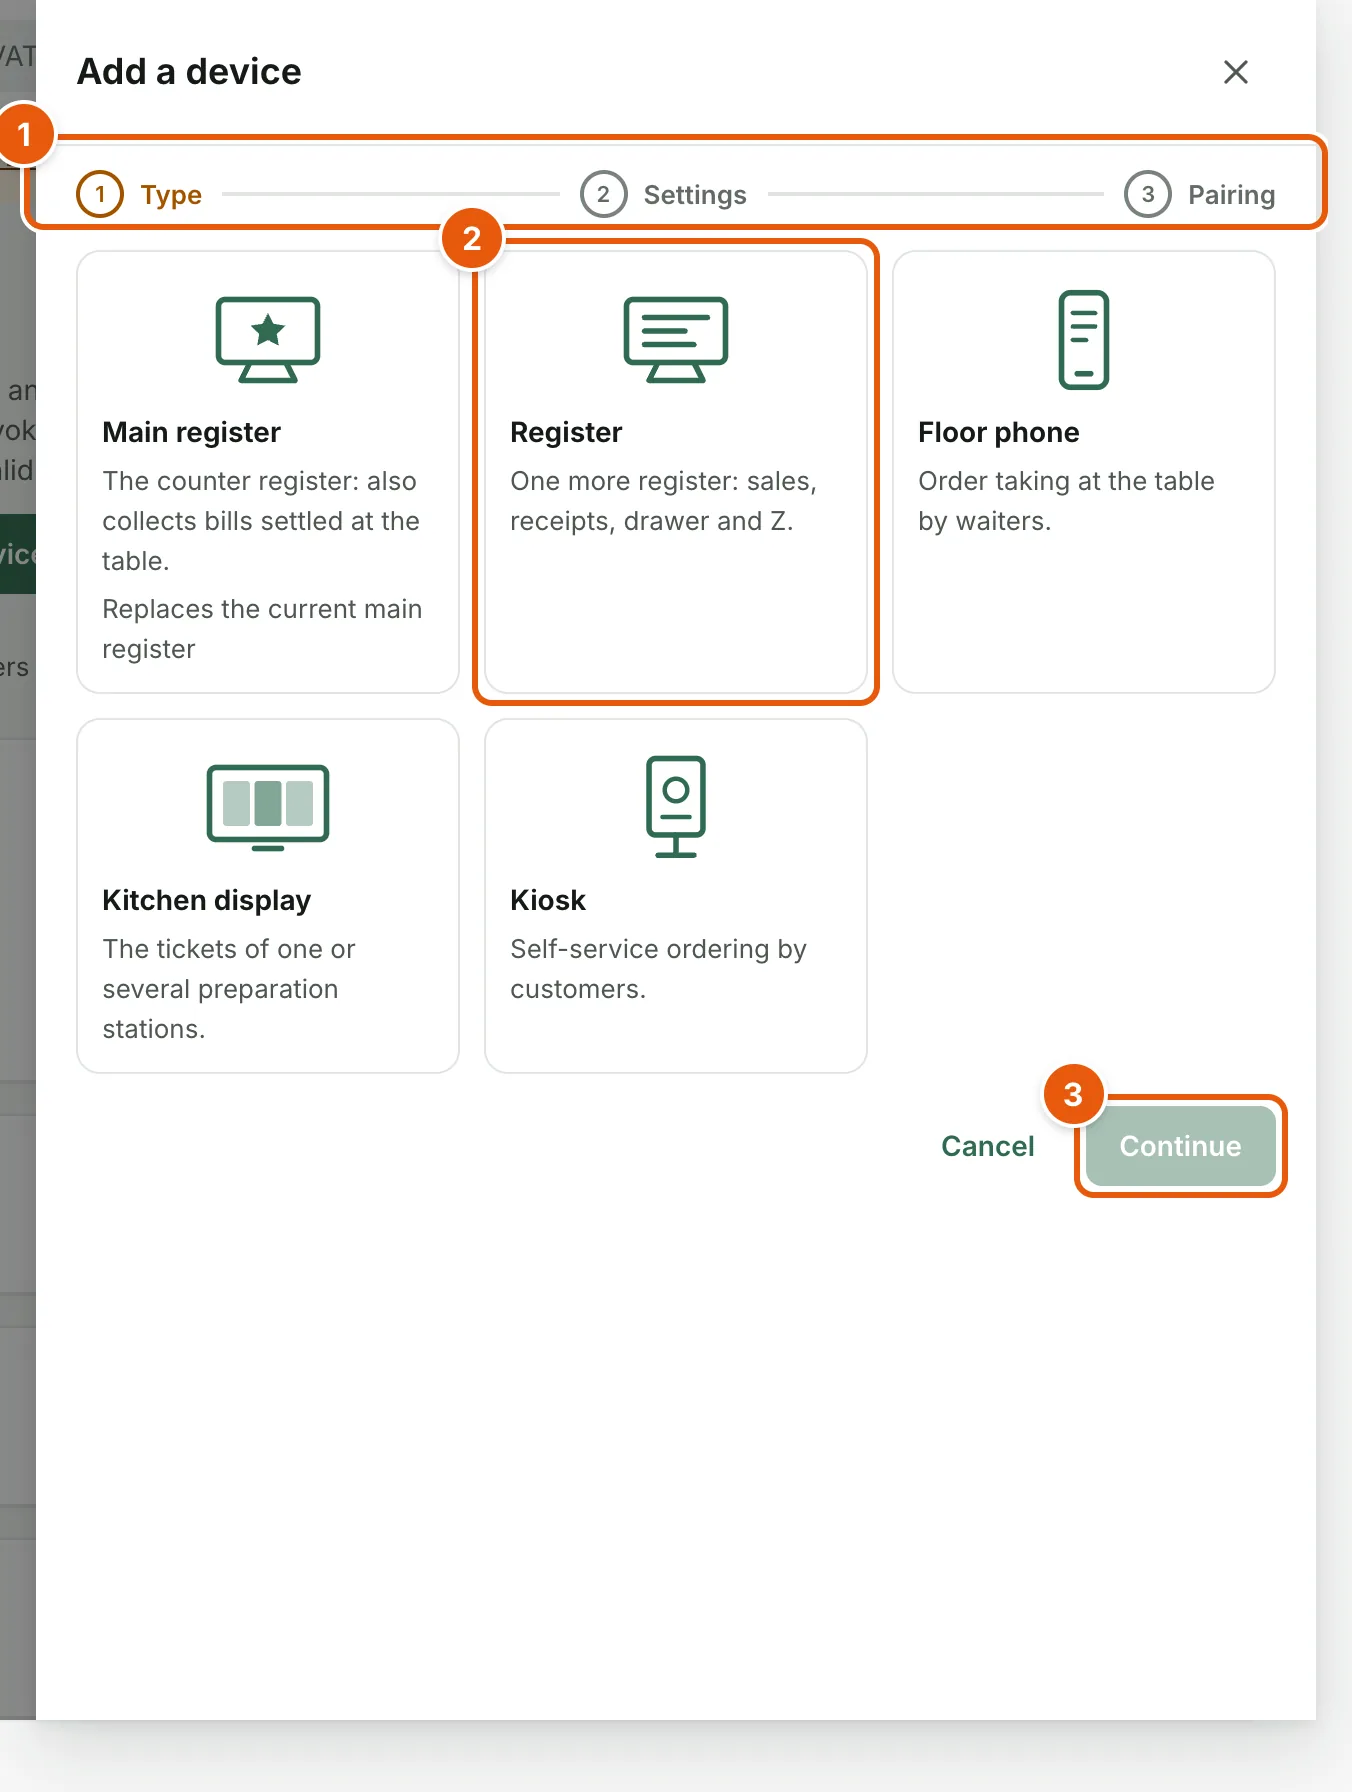 Add a device
1
1 Type
2 Settings
3 Pairing
2
Main register
The counter register: also
collects bills settled at the
table.
Replaces the current main
register
Register
One more register: sales,
receipts, drawer and Z.
Floor phone
Order taking at the table
by waiters.
Kitchen display
The tickets of one or
several preparation
stations.
Kiosk
Self-service ordering by
customers.
3
Cancel
Continue